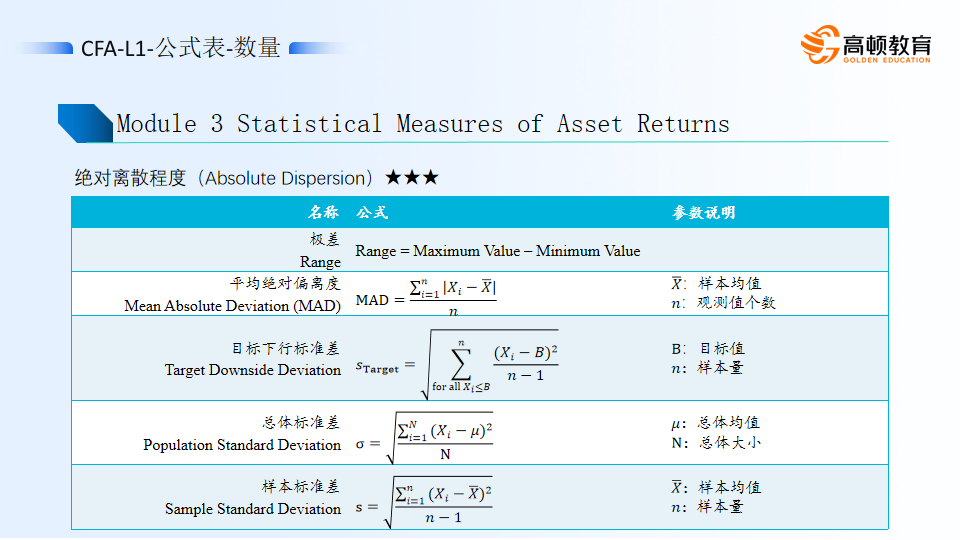 CFA-L1-公式表-数量
高顿教育
GOLDEN EDUCATION
Module 3 Statistical Measures of Asset Returns
绝对离散程度（Absolute Dispersion）★★★
名称 公式 参数说明
极差
Range
Range = Maximum Value − Minimum Value
平均绝对偏离度
Mean Absolute Deviation (MAD)
MAD = ∑ⁿᵢ₌₁ |Xᵢ − X̅| / n
X̅：样本均值
n：观测值个数
目标下行标准差
Target Downside Deviation
s_Target = √(∑ⁿ_(for all Xᵢ≤B) (Xᵢ − B)² / (n − 1))
B：目标值
n：样本量
总体标准差
Population Standard Deviation
σ = √(∑ᴺᵢ₌₁ (Xᵢ − μ)² / N)
μ：总体均值
N：总体大小
样本标准差
Sample Standard Deviation
s = √(∑ⁿᵢ₌₁ (Xᵢ − X̅)² / (n − 1))
X̅：样本均值
n：样本量